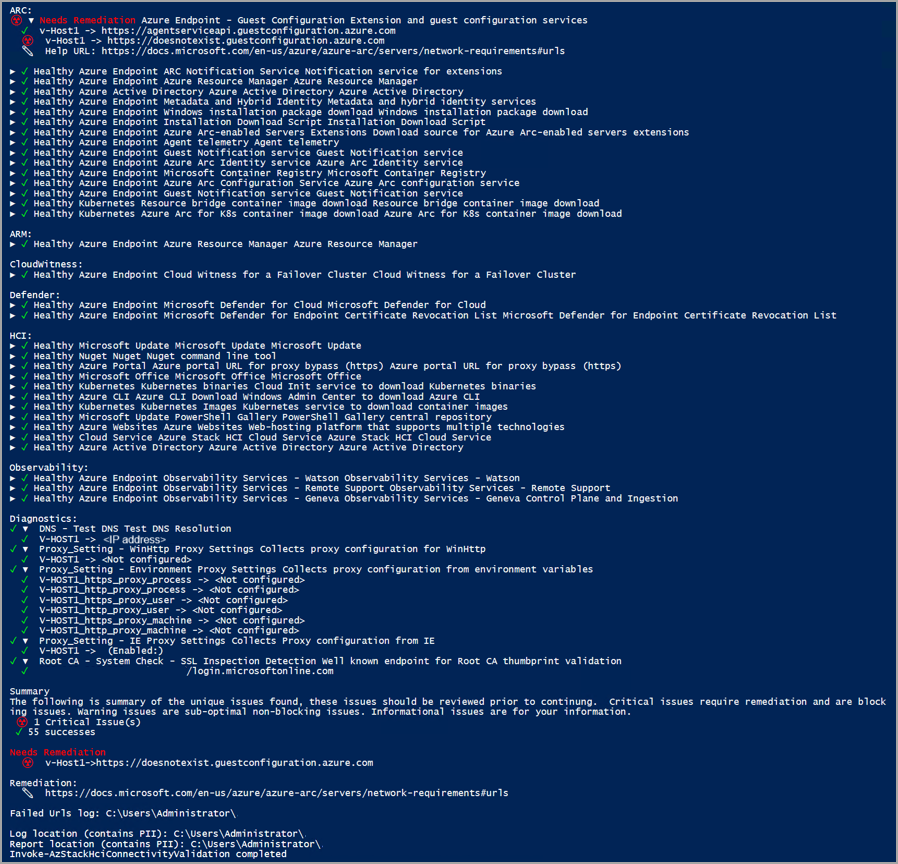 ARC:
▼ Needs Remediation Azure Endpoint - Guest Configuration Extension and guest configuration services
✓ v-Host1 -> https://agentserviceapi.guestconfiguration.azure.com
v-Host1 -> https://doesnotexist.guestconfiguration.azure.com
Help URL: https://docs.microsoft.com/en-us/azure/azure-arc/servers/network-requirements#urls
► ✓ Healthy Azure Endpoint ARC Notification Service Notification service for extensions
► ✓ Healthy Azure Endpoint Azure Resource Manager Azure Resource Manager
► ✓ Healthy Azure Active Directory Azure Active Directory Azure Active Directory
► ✓ Healthy Azure Endpoint Metadata and Hybrid Identity Metadata and hybrid identity services
► ✓ Healthy Azure Endpoint Windows installation package download Windows installation package download
► ✓ Healthy Azure Endpoint Installation Download Script Installation Download Script
► ✓ Healthy Azure Endpoint Azure Arc-enabled Servers Extensions Download source for Azure Arc-enabled servers extensions
► ✓ Healthy Azure Endpoint Agent telemetry Agent telemetry
► ✓ Healthy Azure Endpoint Guest Notification service Guest Notification service
► ✓ Healthy Azure Endpoint Azure Arc Identity service Azure Arc Identity service
► ✓ Healthy Azure Endpoint Microsoft Container Registry Microsoft Container Registry
► ✓ Healthy Azure Endpoint Azure Arc Configuration Service Azure Arc configuration service
► ✓ Healthy Azure Endpoint Guest Notification service Guest Notification service
► ✓ Healthy Kubernetes Resource bridge container image download Resource bridge container image download
► ✓ Healthy Kubernetes Azure Arc for K8s container image download Azure Arc for K8s container image download
ARM:
► ✓ Healthy Azure Endpoint Azure Resource Manager Azure Resource Manager
CloudWitness:
► ✓ Healthy Azure Endpoint Cloud Witness for a Failover Cluster Cloud Witness for a Failover Cluster
Defender:
► ✓ Healthy Azure Endpoint Microsoft Defender for Cloud Microsoft Defender for Cloud
► ✓ Healthy Azure Endpoint Microsoft Defender for Endpoint Certificate Revocation List Microsoft Defender for Endpoint Certificate Revocation List
HCI:
► ✓ Healthy Microsoft Update Microsoft Update Microsoft Update
► ✓ Healthy Nuget Nuget Nuget command line tool
► ✓ Healthy Azure Portal Azure portal URL for proxy bypass (https) Azure portal URL for proxy bypass (https)
► ✓ Healthy Microsoft Office Microsoft Office Microsoft Office
► ✓ Healthy Kubernetes Kubernetes binaries Cloud Init service to download Kubernetes binaries
► ✓ Healthy Azure CLI Azure CLI Download Windows Admin Center to download Azure CLI
► ✓ Healthy Kubernetes Kubernetes Images Kubernetes service to download container images
► ✓ Healthy Microsoft Update PowerShell Gallery PowerShell Gallery central repository
► ✓ Healthy Azure Websites Azure Websites Web-hosting platform that supports multiple technologies
► ✓ Healthy Cloud Service Azure Stack HCI Cloud Service Azure Stack HCI Cloud Service
► ✓ Healthy Azure Active Directory Azure Active Directory Azure Active Directory
Observability:
► ✓ Healthy Azure Endpoint Observability Services - Watson Observability Services - Watson
► ✓ Healthy Azure Endpoint Observability Services - Remote Support Observability Services - Remote Support
► ✓ Healthy Azure Endpoint Observability Services - Geneva Observability Services - Geneva Control Plane and Ingestion
Diagnostics:
✓ ▼ DNS - Test DNS Test DNS Resolution
✓ V-HOST1 -> <IP address>
✓ ▼ Proxy_Setting - WinHttp Proxy Settings Collects proxy configuration for WinHttp
✓ V-HOST1 -> <Not configured>
✓ ▼ Proxy_Setting - Environment Proxy Settings Collects proxy configuration from environment variables
✓ V-HOST1_https_proxy_process -> <Not configured>
✓ V-HOST1_http_proxy_process -> <Not configured>
✓ V-HOST1_https_proxy_user -> <Not configured>
✓ V-HOST1_http_proxy_user -> <Not configured>
✓ V-HOST1_https_proxy_machine -> <Not configured>
✓ V-HOST1_http_proxy_machine -> <Not configured>
✓ ▼ Proxy_Setting - IE Proxy Settings Collects Proxy configuration from IE
✓ V-HOST1 -> (Enabled:)
✓ ▼ Root CA - System Check - SSL Inspection Detection Well known endpoint for Root CA thumbprint validation
✓ /login.microsoftonline.com
Summary
The following is summary of the unique issues found, these issues should be reviewed prior to continung. Critical issues require remediation and are block
ing issues. Warning issues are sub-optimal non-blocking issues. Informational issues are for your information.
1 Critical Issue(s)
✓ 55 successes
Needs Remediation
v-Host1->https://doesnotexist.guestconfiguration.azure.com
Remediation:
https://docs.microsoft.com/en-us/azure/azure-arc/servers/network-requirements#urls
Failed Urls log: C:\Users\Administrator\
Log location (contains PII): C:\Users\Administrator\
Report location (contains PII): C:\Users\Administrator\
Invoke-AzStackHciConnectivityValidation completed